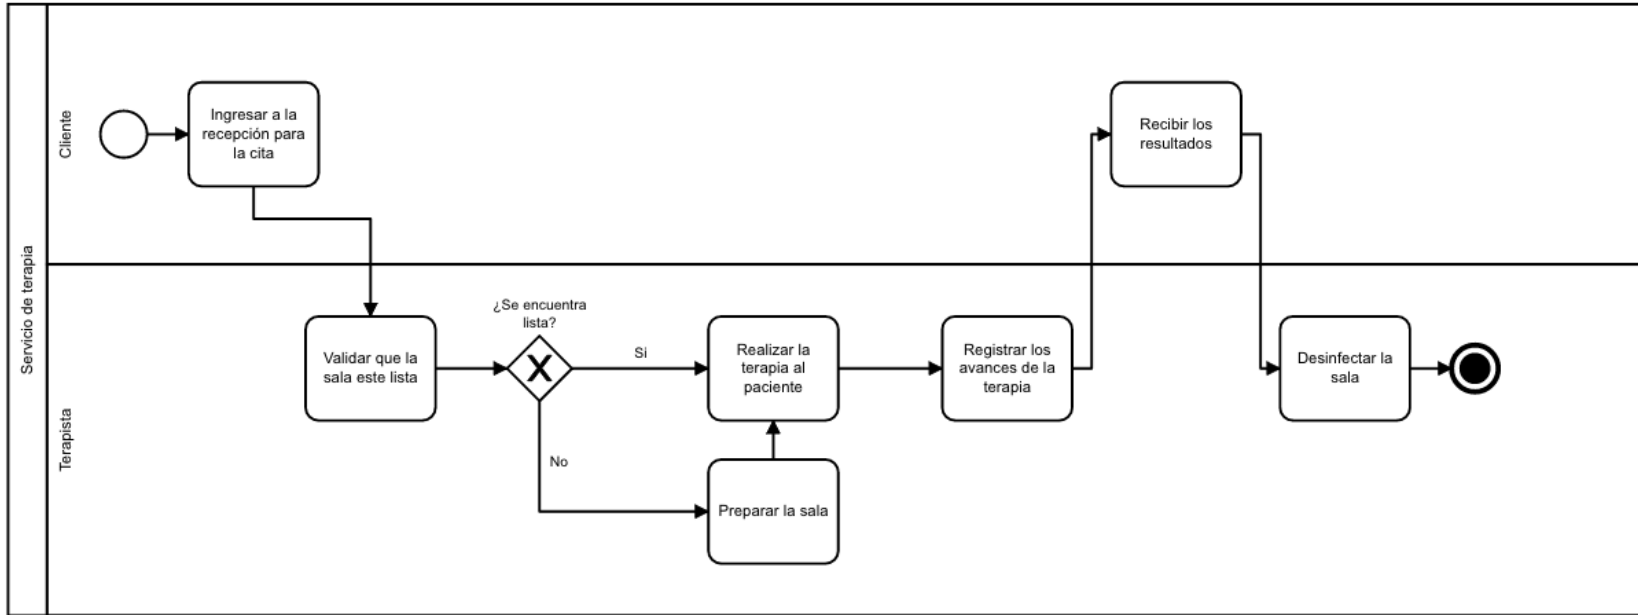 Servicio de terapia
Cliente
Ingresar a la
recepción para
la cita
Recibir los
resultados
Terapista
Validar que la
sala este lista
¿Se encuentra
lista?
Si
No
Realizar la
terapia al
paciente
Preparar la sala
Registrar los
avances de la
terapia
Desinfectar la
sala